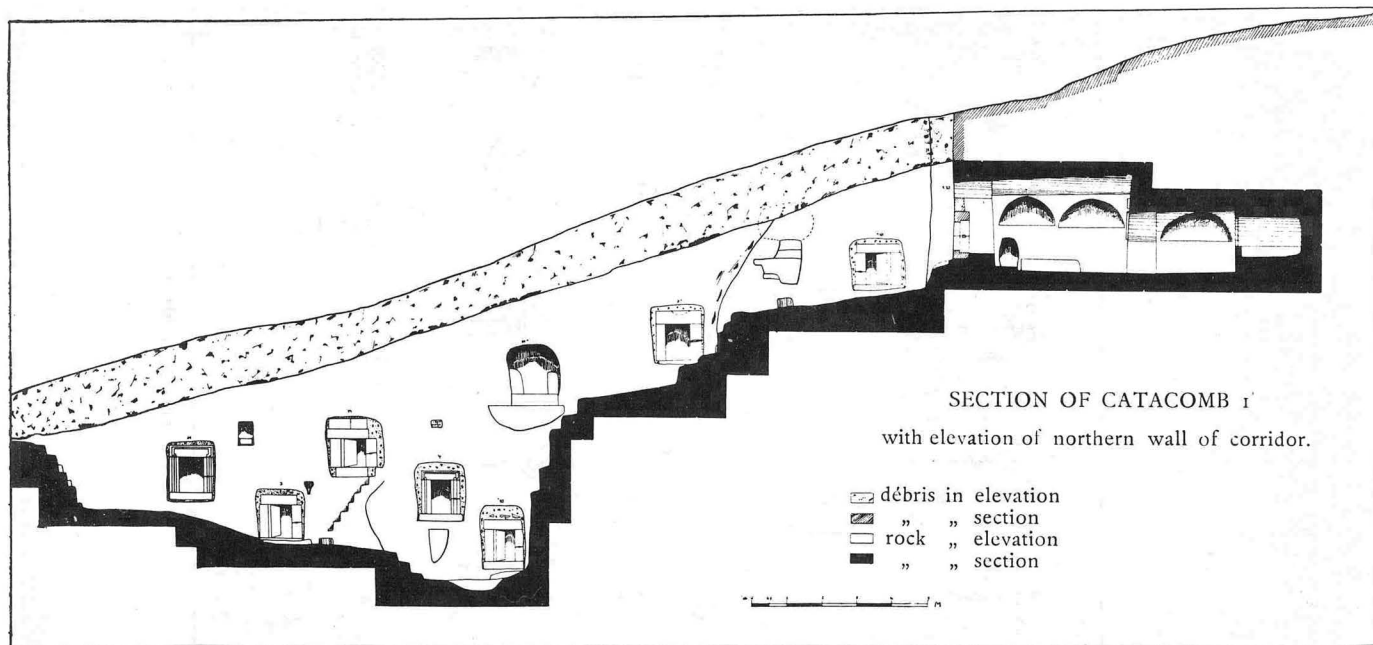 SECTION OF CATACOMB 1
with elevation of northern wall of corridor.
débris in elevation
„ „ section
rock „ elevation
„ „ section
M